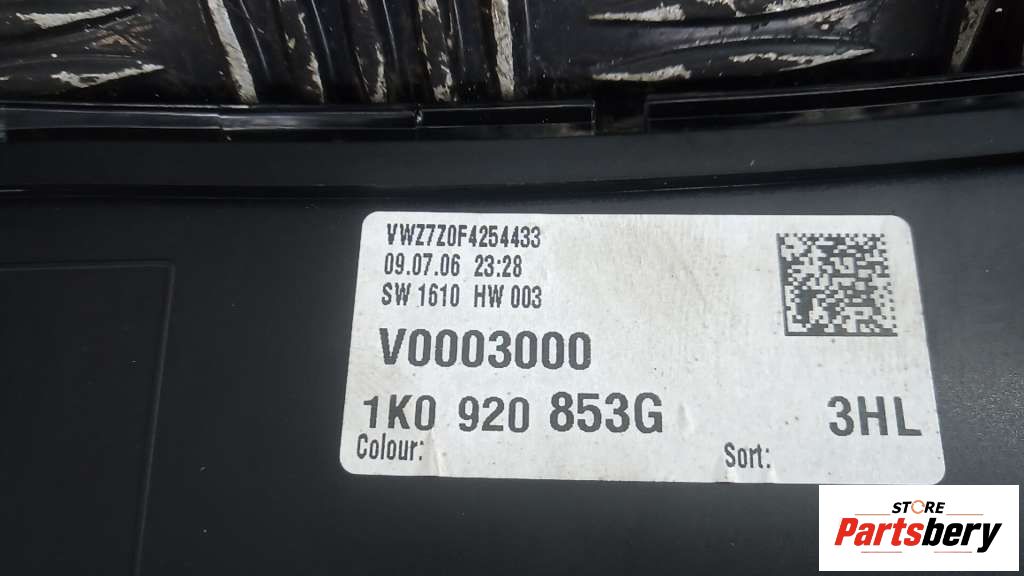 VWZ7Z0F4254433
09.07.06 23:28
SW 1610 HW 003
V0003000
1K0 920 853G 3HL
Colour: Sort:
STORE
Partsbery